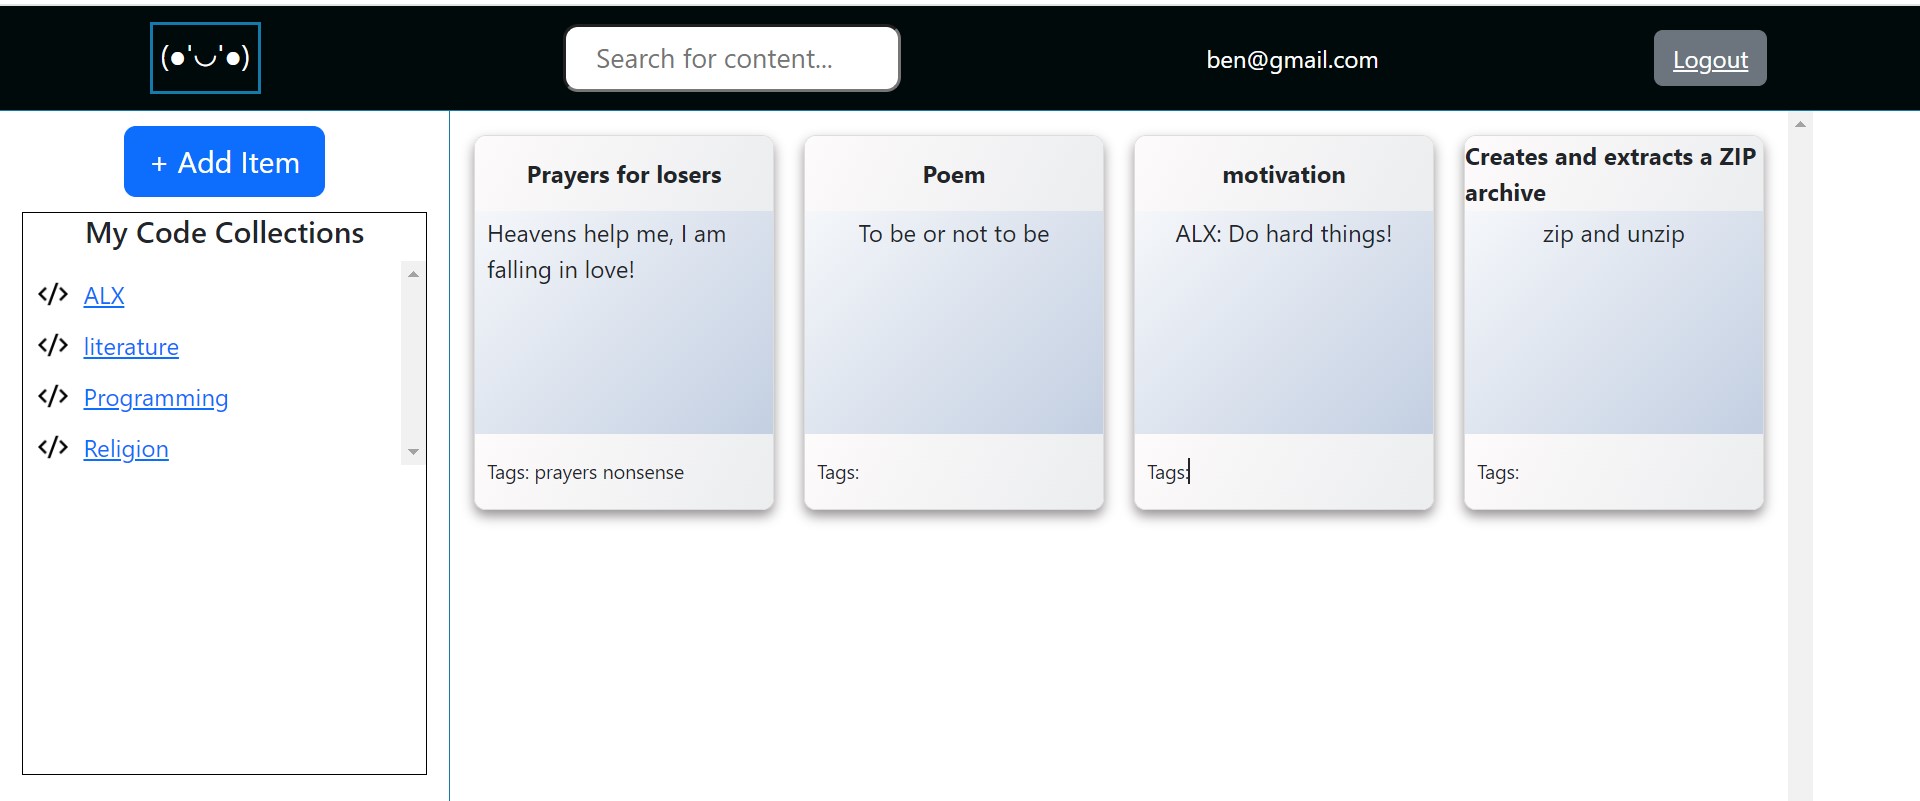 (●'◡'●)
Search for content...
ben@gmail.com
Logout
+ Add Item
My Code Collections
</> ALX
</> literature
</> Programming
</> Religion
Prayers for losers
Heavens help me, I am
falling in love!
Tags: prayers nonsense
Poem
To be or not to be
Tags:
motivation
ALX: Do hard things!
Tags:
Creates and extracts a ZIP
archive
zip and unzip
Tags: